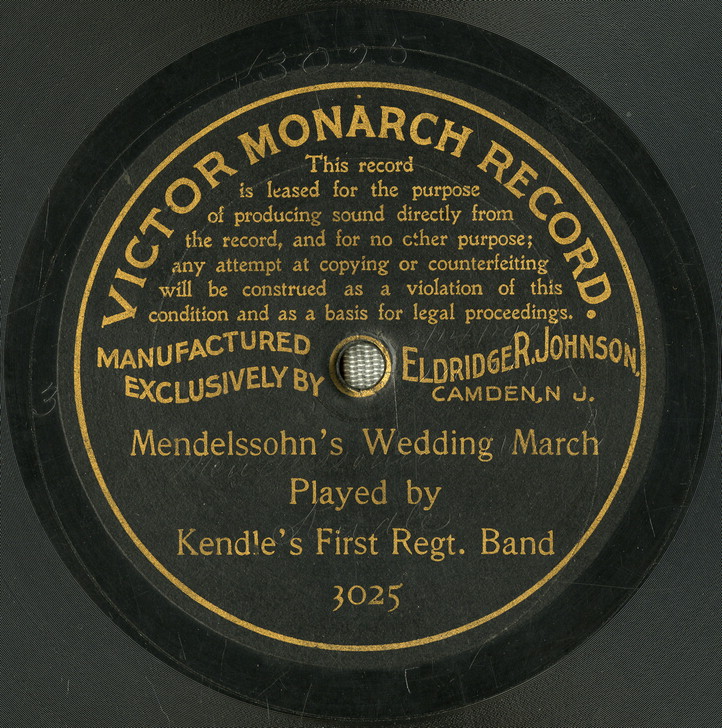 3025
VICTOR MONARCH RECORD.
This record
is leased for the purpose
of producing sound directly from
the record, and for no other purpose;
any attempt at copying or counterfeiting
will be construed as a violation of this
condition and as a basis for legal proceedings.
MANUFACTURED
EXCLUSIVELY BY
ELDRIDGE R. JOHNSON,
CAMDEN, N J.
Mendelssohn's Wedding March
Played by
Kendle's First Regt. Band
3025